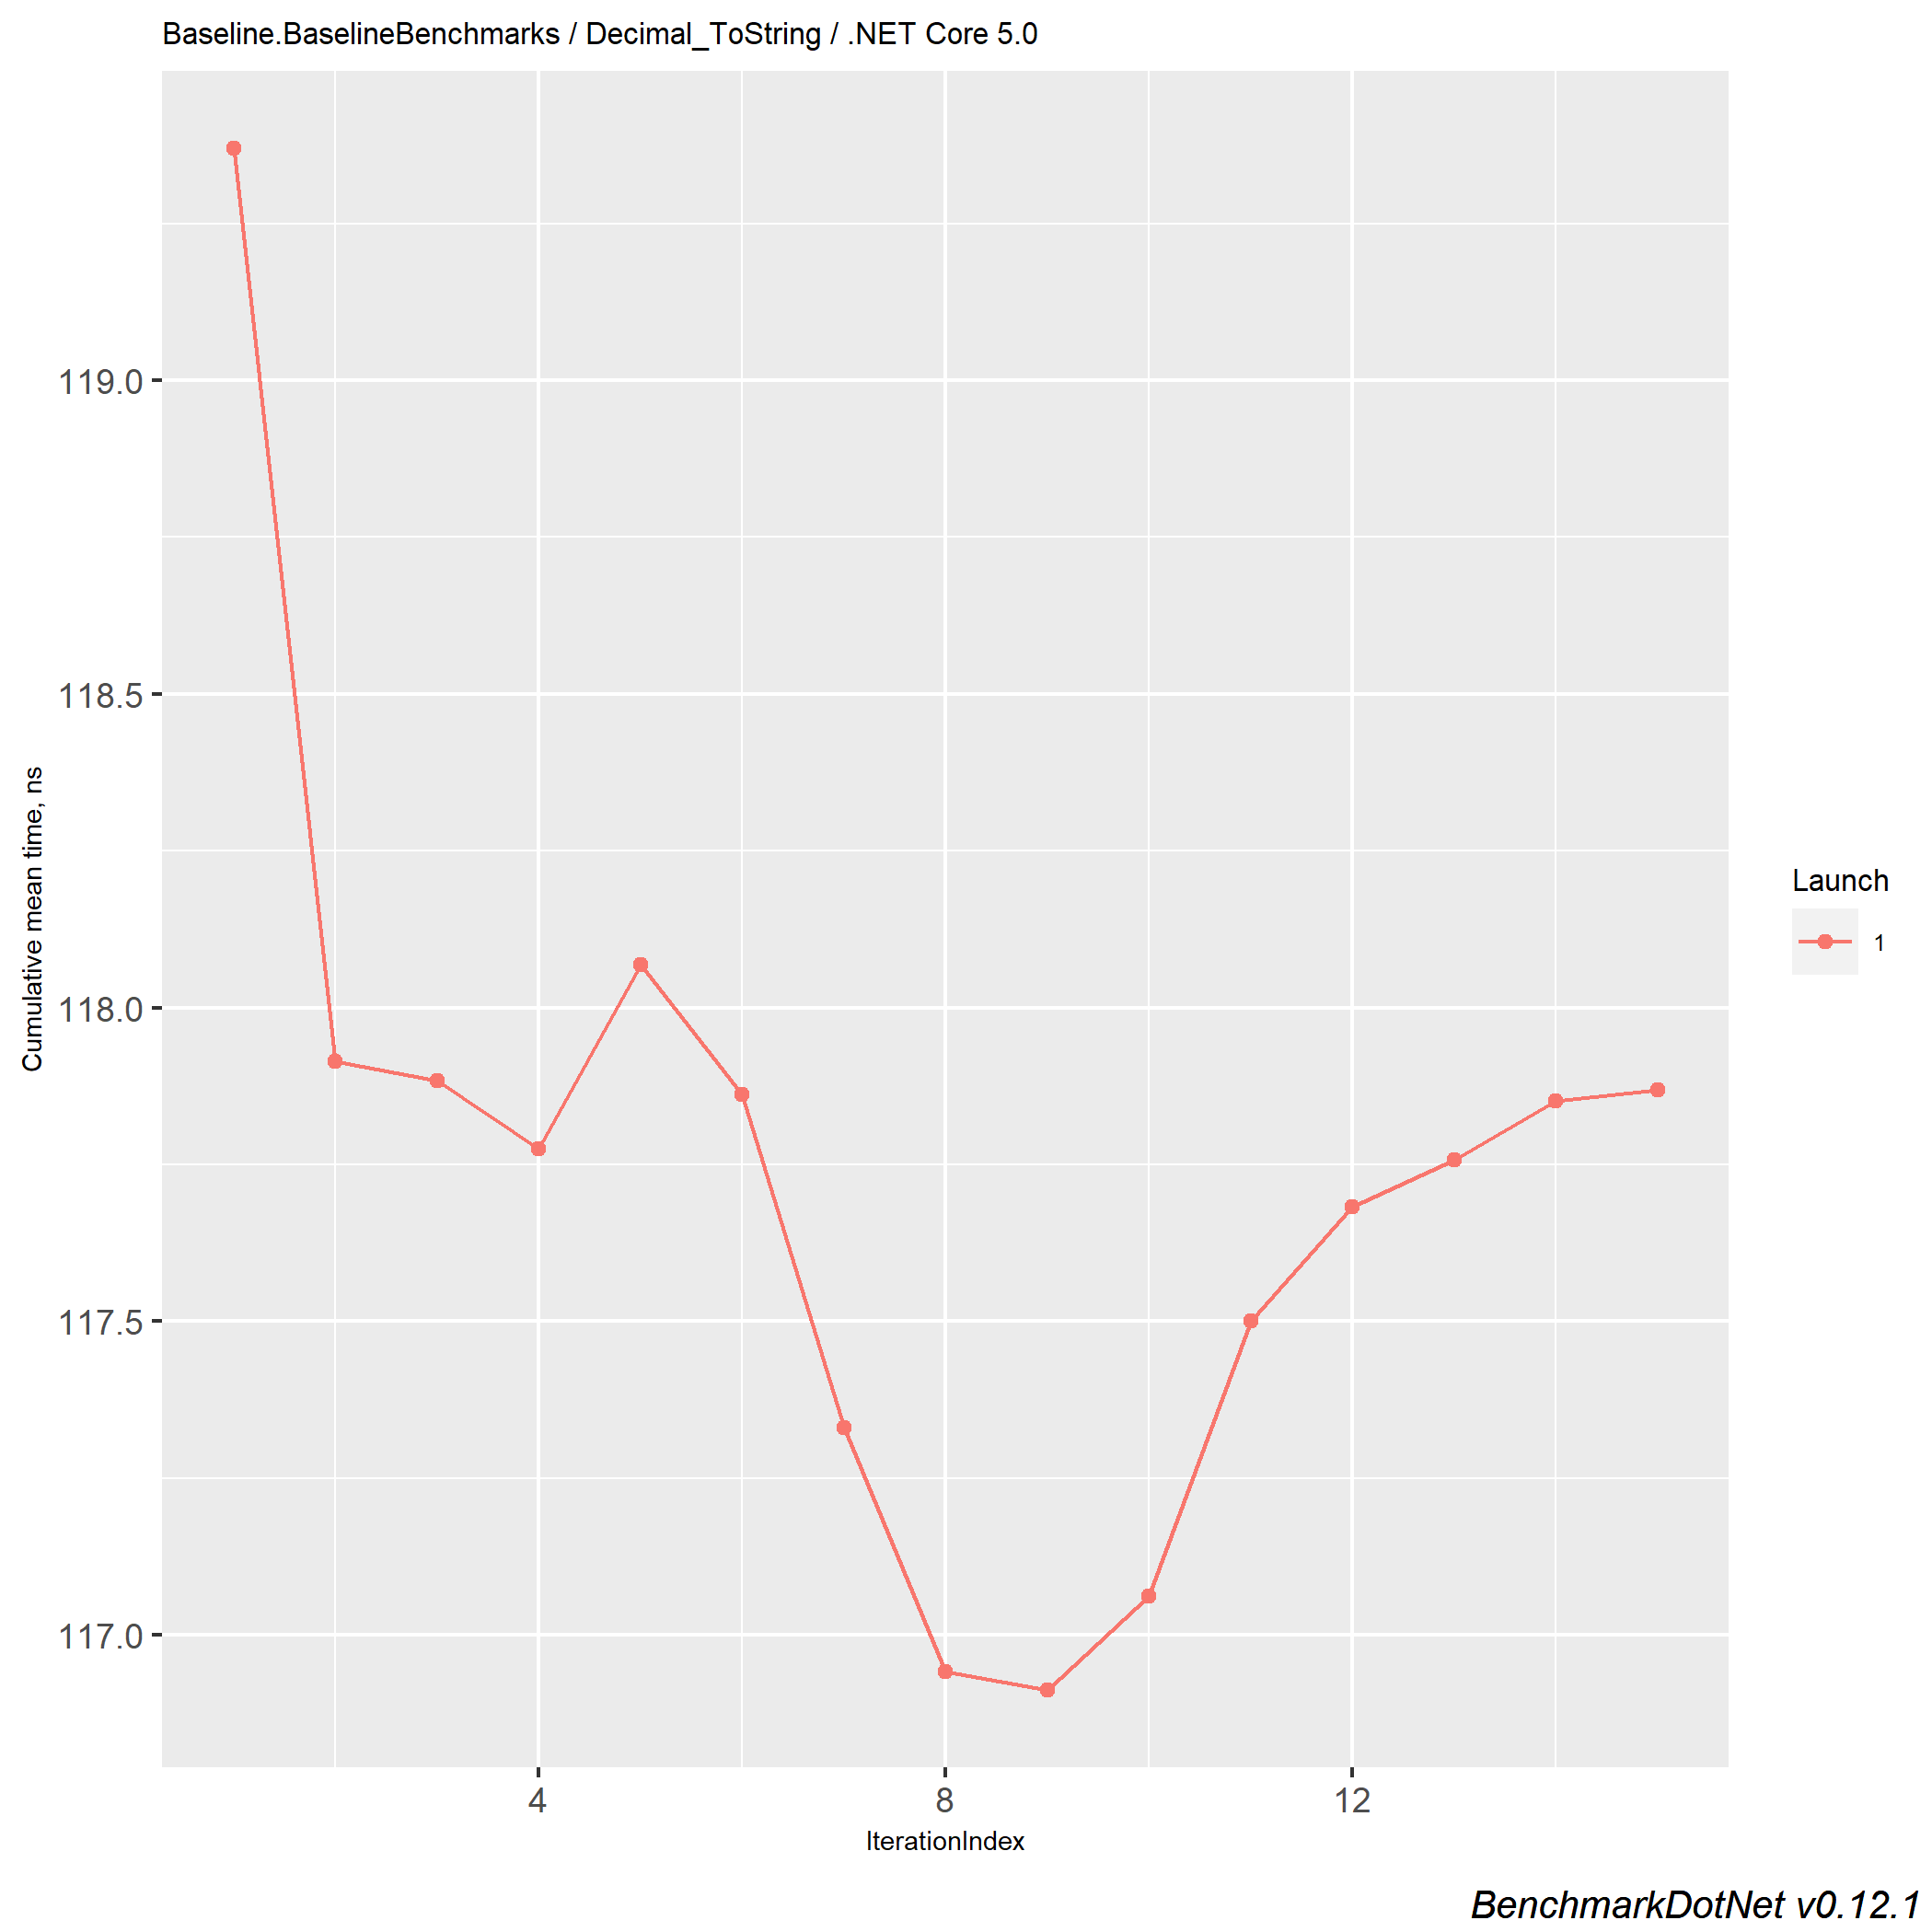 Baseline.BaselineBenchmarks / Decimal_ToString / .NET Core 5.0
119.0
118.5
118.0
117.5
117.0
Cumulative mean time, ns
4
8
12
IterationIndex
Launch
1
BenchmarkDotNet v0.12.1